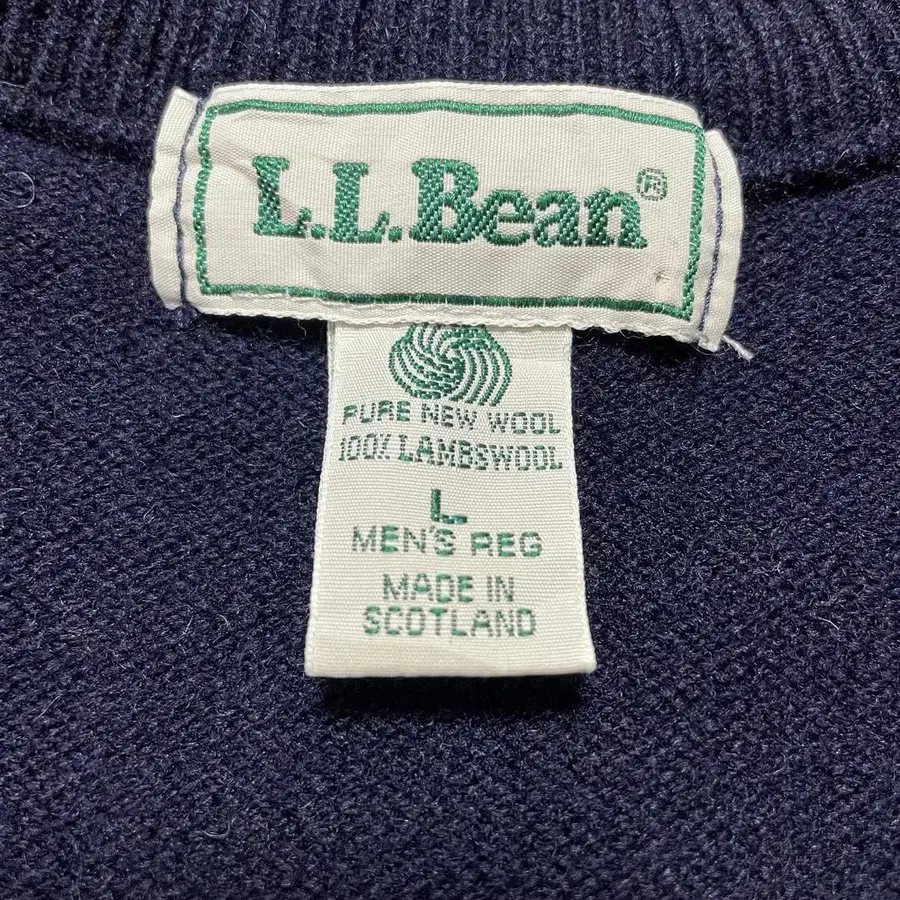 L.L.Bean®
PURE NEW WOOL
100% LAMBSWOOL
L
MEN'S REG
MADE IN
SCOTLAND